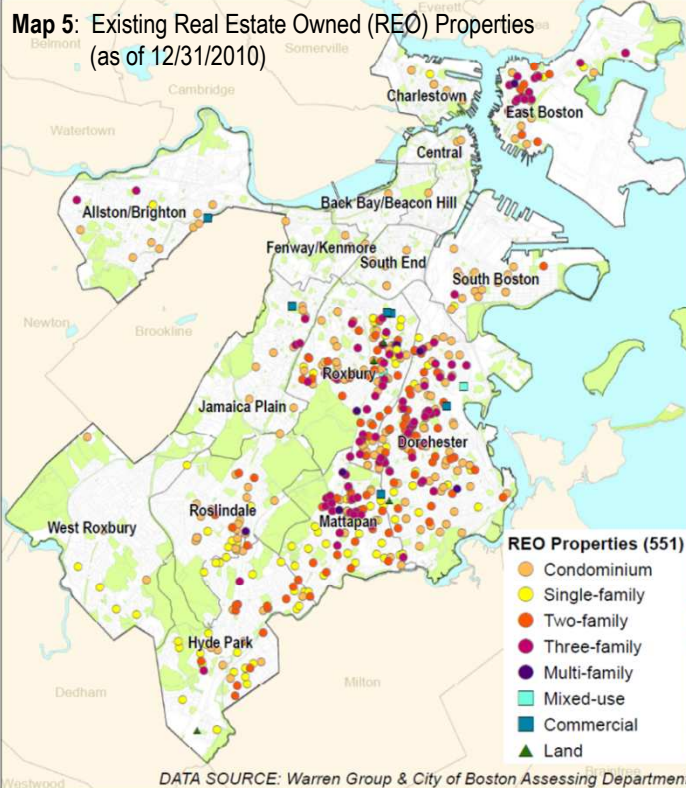 Map 5: Existing Real Estate Owned (REO) Properties
(as of 12/31/2010)
Everett
Belmont
Somerville
Cambridge
Watertown
Charlestown
East Boston
Central
Allston/Brighton
Back Bay/Beacon Hill
Fenway/Kenmore
South End
South Boston
Newton
Brookline
Roxbury
Jamaica Plain
Dorchester
Roslindale
West Roxbury
Mattapan
Hyde Park
Dedham
Milton
REO Properties (551)
Condominium
Single-family
Two-family
Three-family
Multi-family
Mixed-use
Commercial
Land
Braintree
Westwood
DATA SOURCE: Warren Group & City of Boston Assessing Department